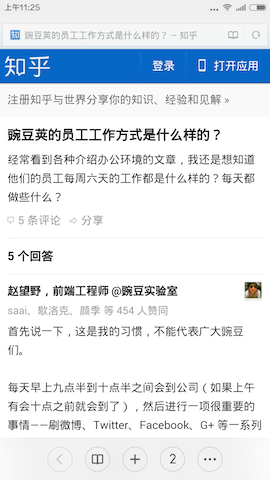 上午11:25
知 豌豆荚的员工工作方式是什么样的？ – 知乎
知乎
登录
打开应用
注册知乎与世界分享你的知识、经验和见解 »
豌豆荚的员工工作方式是什么样的？
经常看到各种介绍办公环境的文章，我还是想知道
他们的员工每周六天的工作都是什么样的？每天都
做些什么？
5 条评论 分享
5 个回答
赵望野，前端工程师 @豌豆实验室
saai、歇洛克、颜季 等 454 人赞同
首先说一下，这是我的习惯，不能代表广大豌豆
们。
每天早上九点半到十点半之间会到公司（如果上午
有会十点之前就会到了），然后进行一项很重要的
事情——刷微博、Twitter、Facebook、G+ 等一系列
2